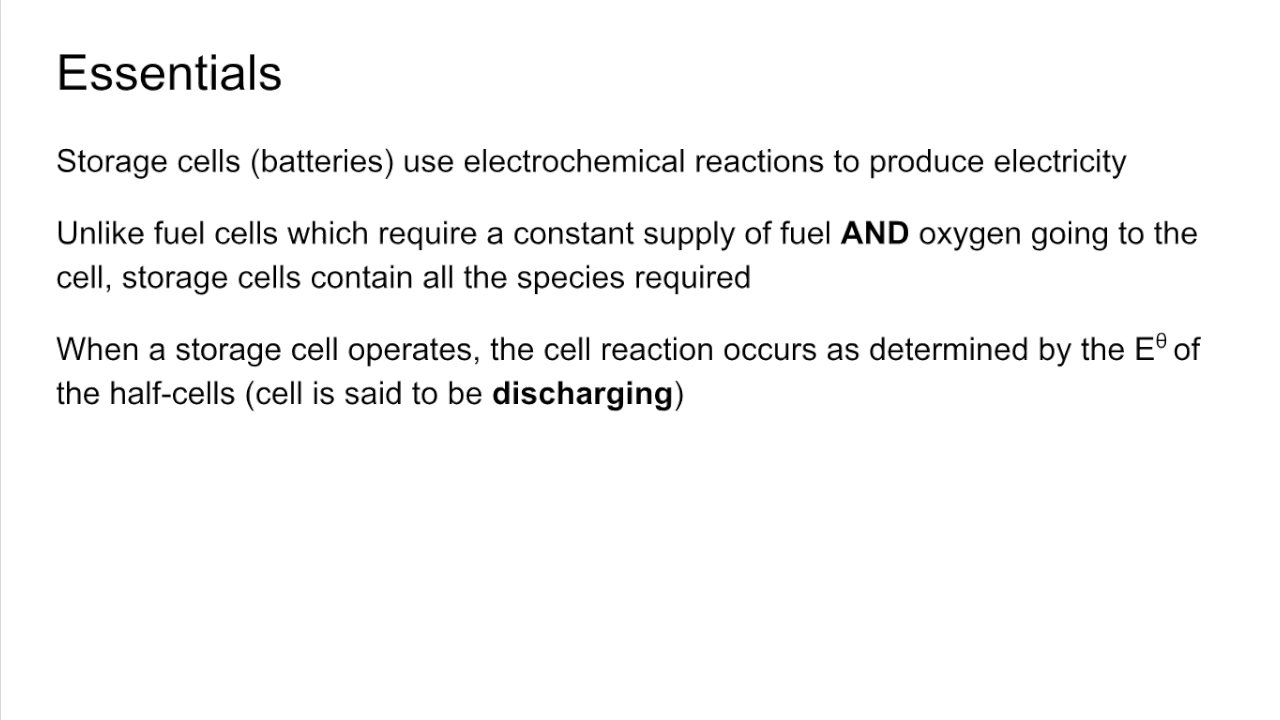 Essentials
Storage cells (batteries) use electrochemical reactions to produce electricity
Unlike fuel cells which require a constant supply of fuel AND oxygen going to the
cell, storage cells contain all the species required
When a storage cell operates, the cell reaction occurs as determined by the Eᶿ of
the half-cells (cell is said to be discharging)